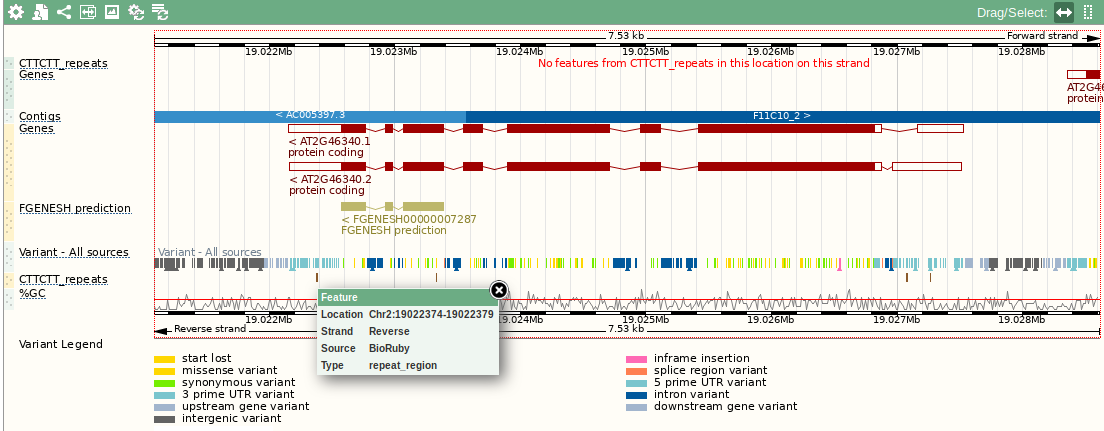 Drag/Select:
7.53 kb Forward strand
19.022Mb 19.023Mb 19.024Mb 19.025Mb 19.026Mb 19.027Mb 19.028Mb
CTTCTT_repeats No features from CTTCTT_repeats in this location on this strand
Genes
AT2G46
protein
Contigs < AC005397.3 F11C10_2 >
Genes
< AT2G46340.1
protein coding
< AT2G46340.2
protein coding
FGENESH prediction
< FGENESH00000007287
FGENESH prediction
Variant - All sources Variant - All sources
CTTCTT_repeats
%GC
Feature
Location Chr2:19022374-19022379
Strand Reverse
Source BioRuby
Type repeat_region
19.022Mb 19.024Mb 19.025Mb 19.026Mb 19.027Mb 19.028Mb
Reverse strand 7.53 kb
Variant Legend
start lost
missense variant
synonymous variant
3 prime UTR variant
upstream gene variant
intergenic variant
inframe insertion
splice region variant
5 prime UTR variant
intron variant
downstream gene variant